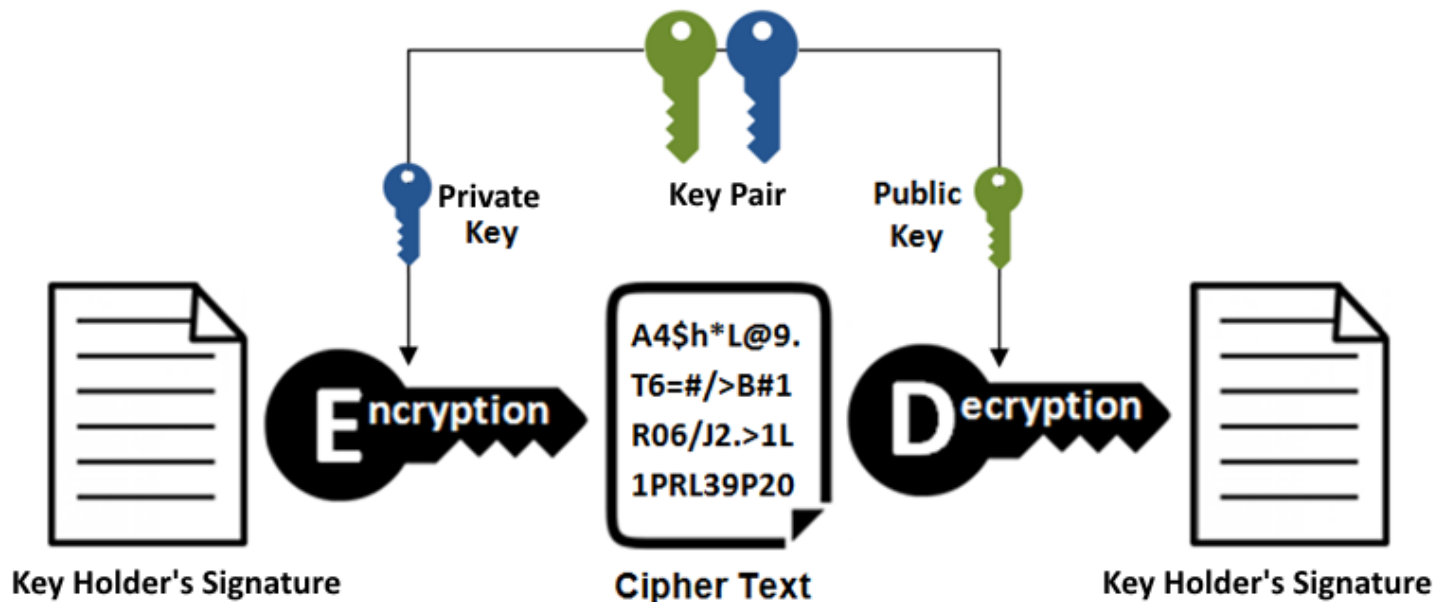 Key Pair
Private
Key
Public
Key
Encryption
A4$h*L@9.
T6=#/>B#1
R06/J2.>1L
1PRL39P20
Decryption
Key Holder's Signature
Cipher Text
Key Holder's Signature